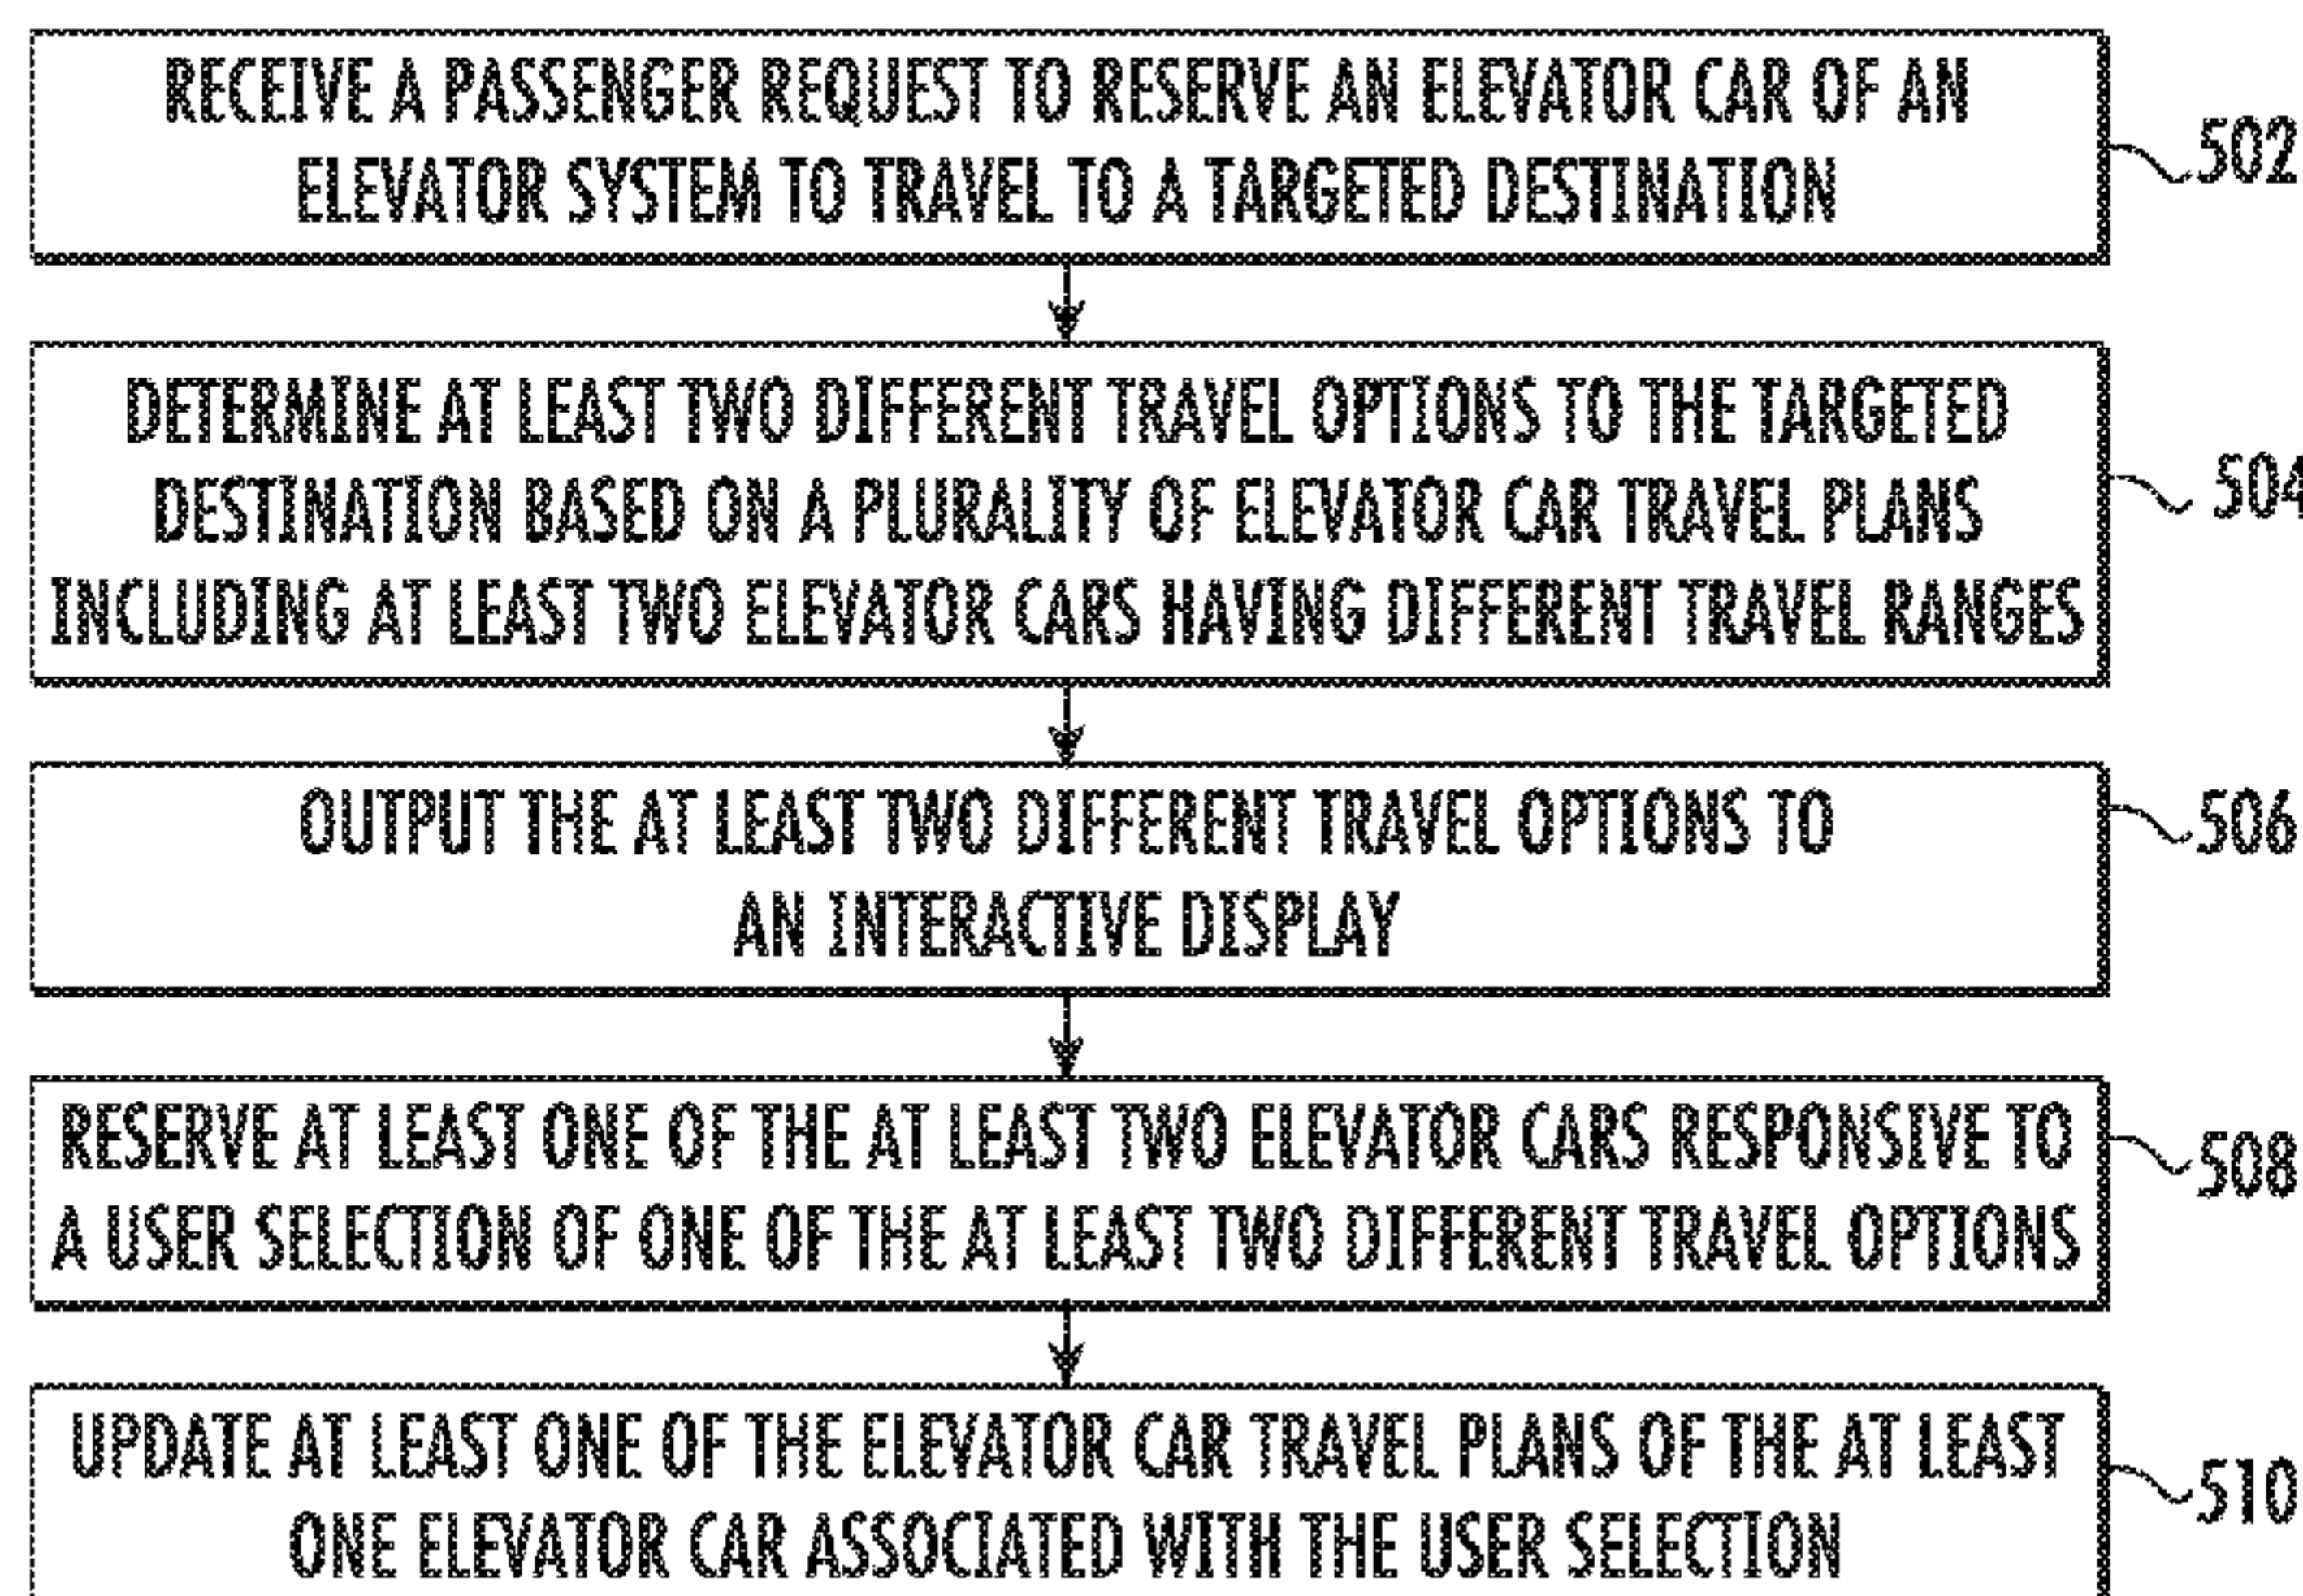 RECEIVE A PASSENGER REQUEST TO RESERVE AN ELEVATOR CAR OF AN
ELEVATOR SYSTEM TO TRAVEL TO A TARGETED DESTINATION
502
DETERMINE AT LEAST TWO DIFFERENT TRAVEL OPTIONS TO THE TARGETED
DESTINATION BASED ON A PLURALITY OF ELEVATOR CAR TRAVEL PLANS
INCLUDING AT LEAST TWO ELEVATOR CARS HAVING DIFFERENT TRAVEL RANGES
504
OUTPUT THE AT LEAST TWO DIFFERENT TRAVEL OPTIONS TO
AN INTERACTIVE DISPLAY
506
RESERVE AT LEAST ONE OF THE AT LEAST TWO ELEVATOR CARS RESPONSIVE TO
A USER SELECTION OF ONE OF THE AT LEAST TWO DIFFERENT TRAVEL OPTIONS
508
UPDATE AT LEAST ONE OF THE ELEVATOR CAR TRAVEL PLANS OF THE AT LEAST
ONE ELEVATOR CAR ASSOCIATED WITH THE USER SELECTION
510